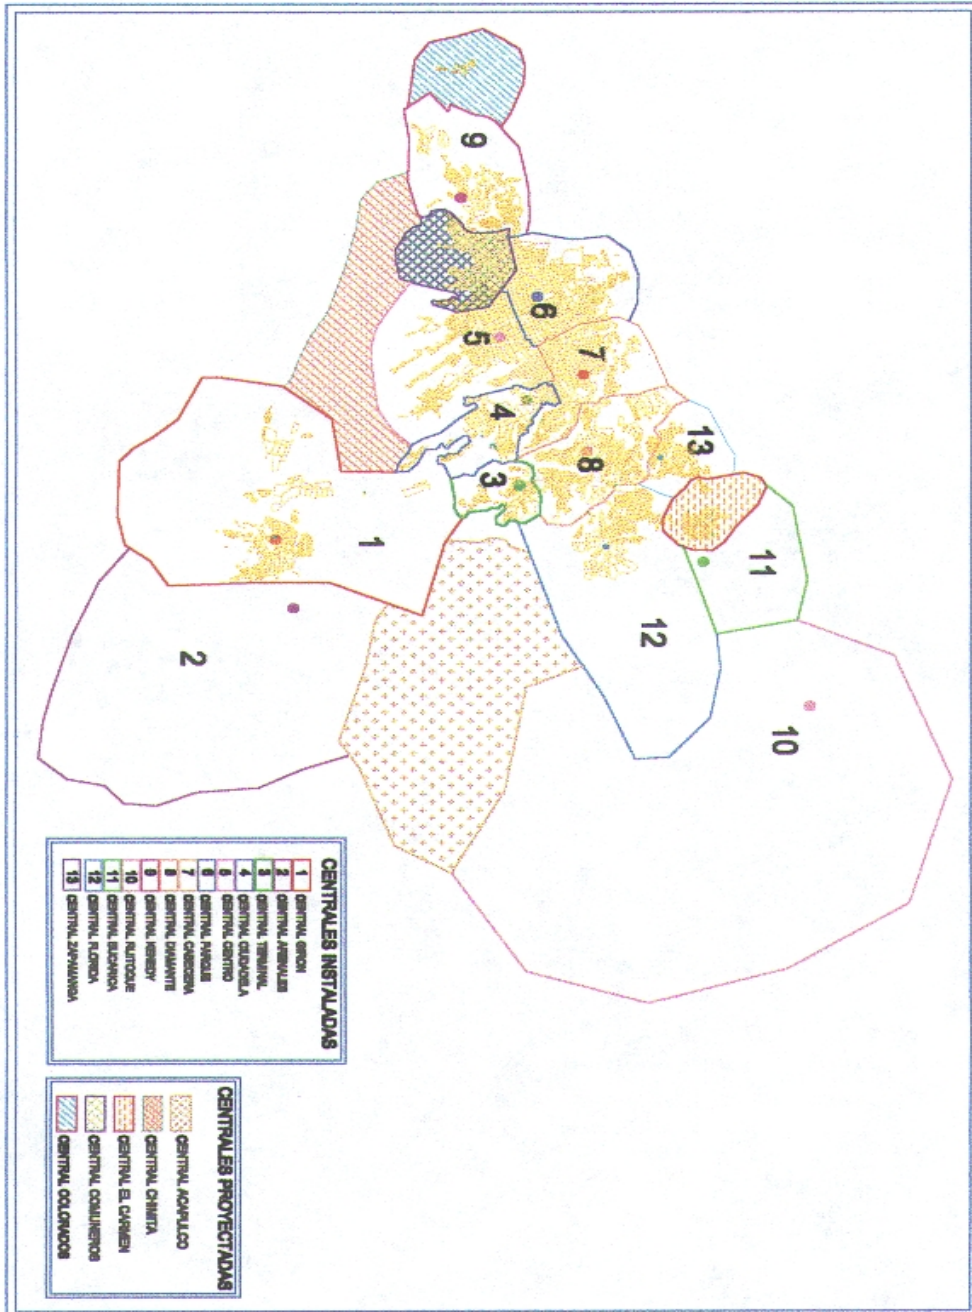 9
6
5
7
4
13
8
3
1
11
12
2
10
CENTRALES INSTALADAS
1 CENTRAL GIRON
2 CENTRAL ARENALES
3 CENTRAL TERMINAL
4 CENTRAL CIUDADELA
5 CENTRAL CENTRO
6 CENTRAL PARQUE
7 CENTRAL CABECERA
8 CENTRAL DIAMANTE
9 CENTRAL KENEDY
10 CENTRAL RUITOQUE
11 CENTRAL BUCARICA
12 CENTRAL FLORIDA
13 CENTRAL ZAPAMANGA
CENTRALES PROYECTADAS
CENTRAL ACAPULCO
CENTRAL CHIMITA
CENTRAL EL CARMEN
CENTRAL COMUNEROS
CENTRAL COLORADOS